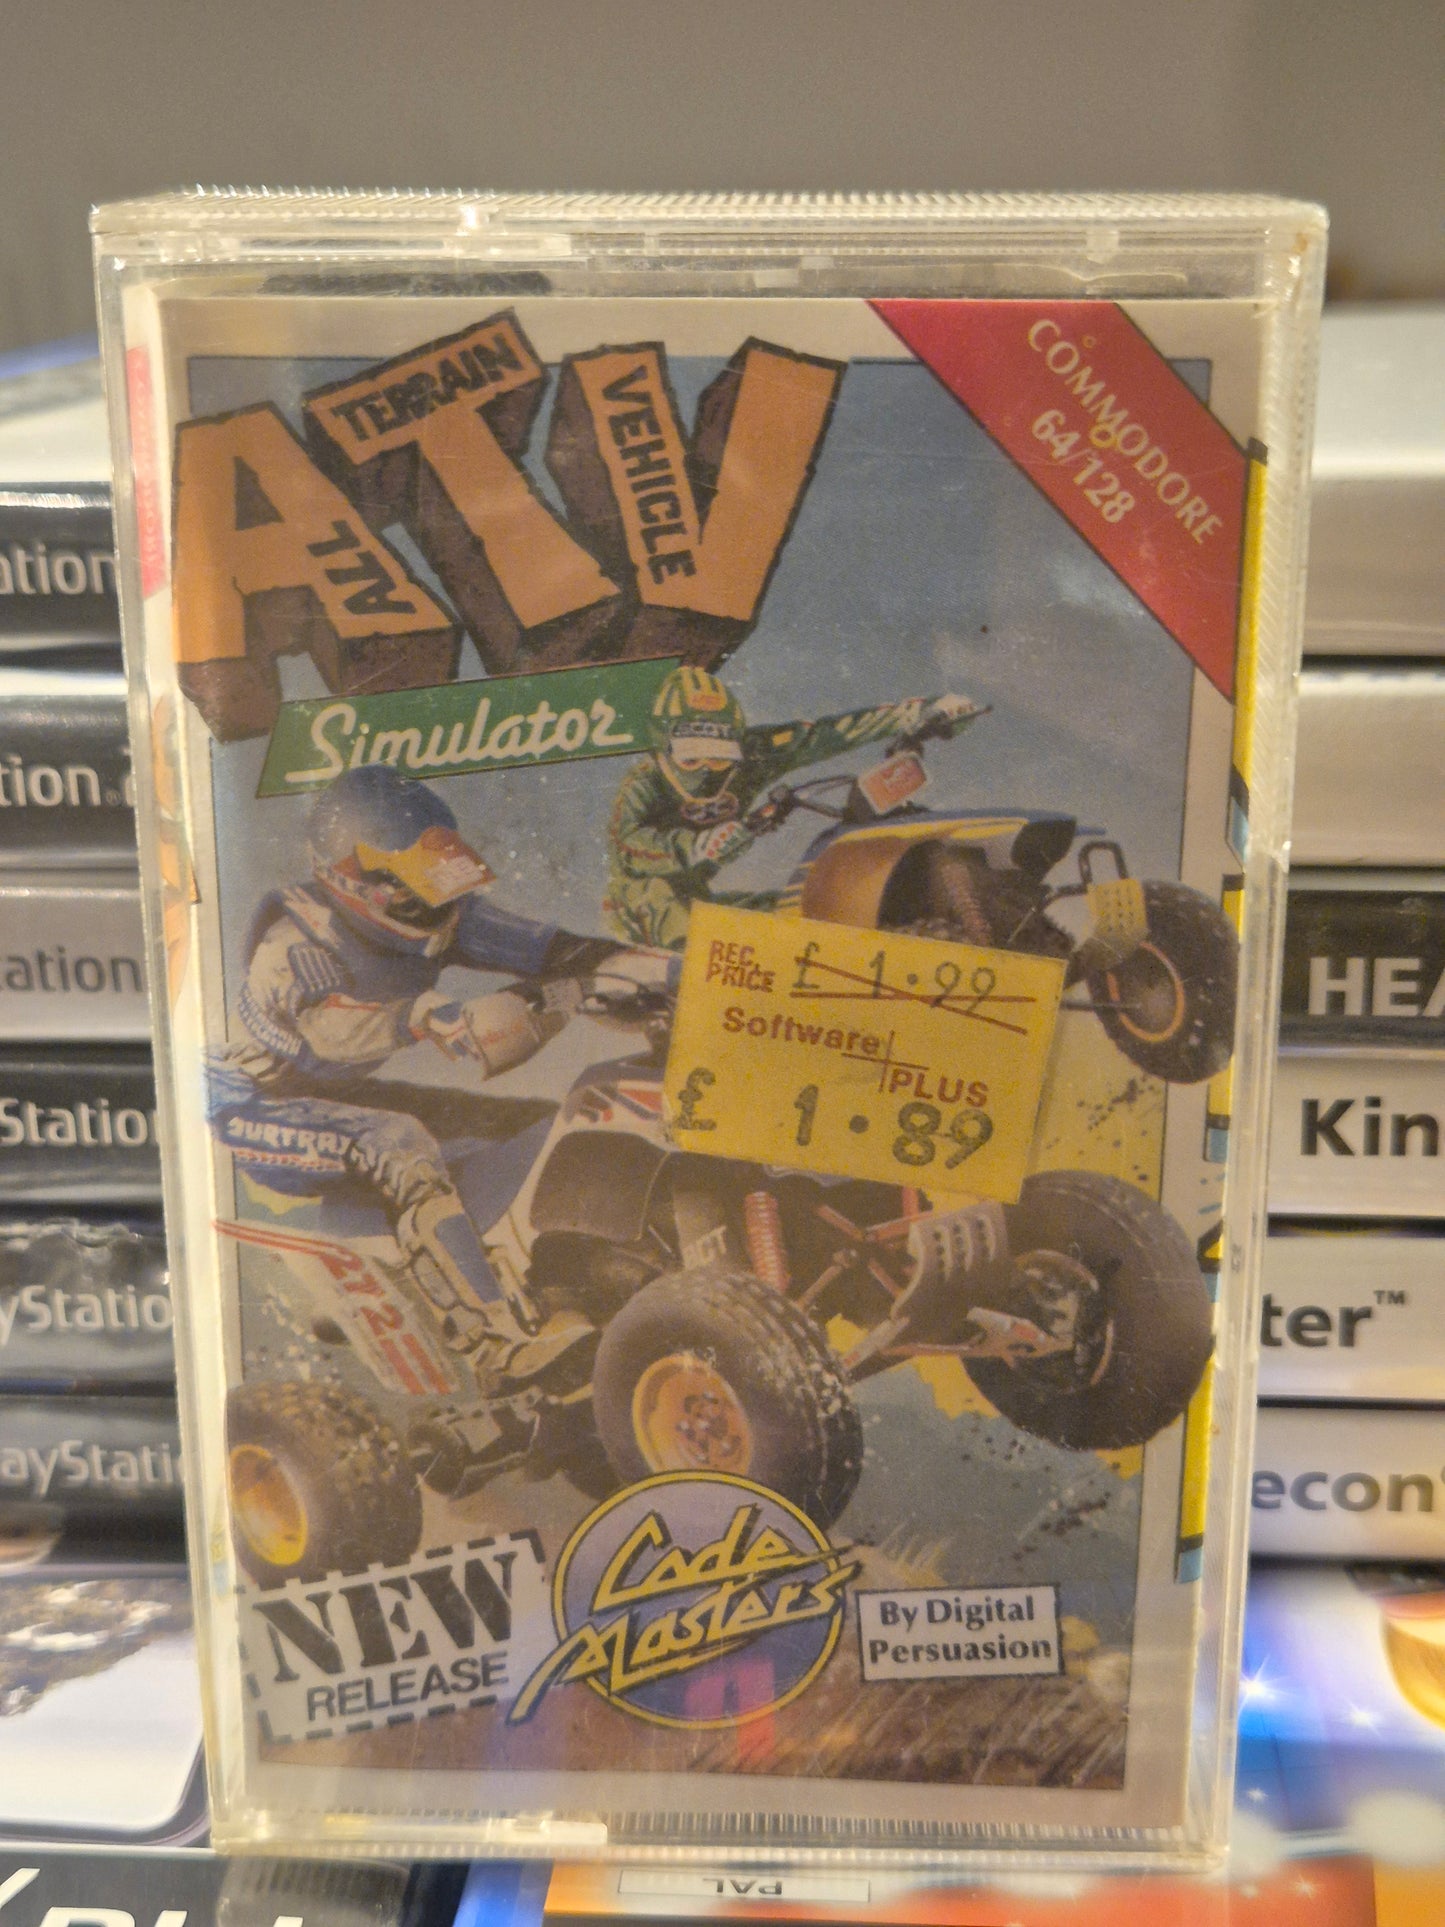 TERRAIN
VEHICLE
ATV
ALL
Simulator
COMMODORE
64/128
REC.
PRICE £ 1.99
Software
PLUS
£ 1.89
NEW
RELEASE
Code
Masters
By Digital
Persuasion
ation
tion
ation
Station
yStatio
ayStati
HEA
Kin
ter™
econ
PAL